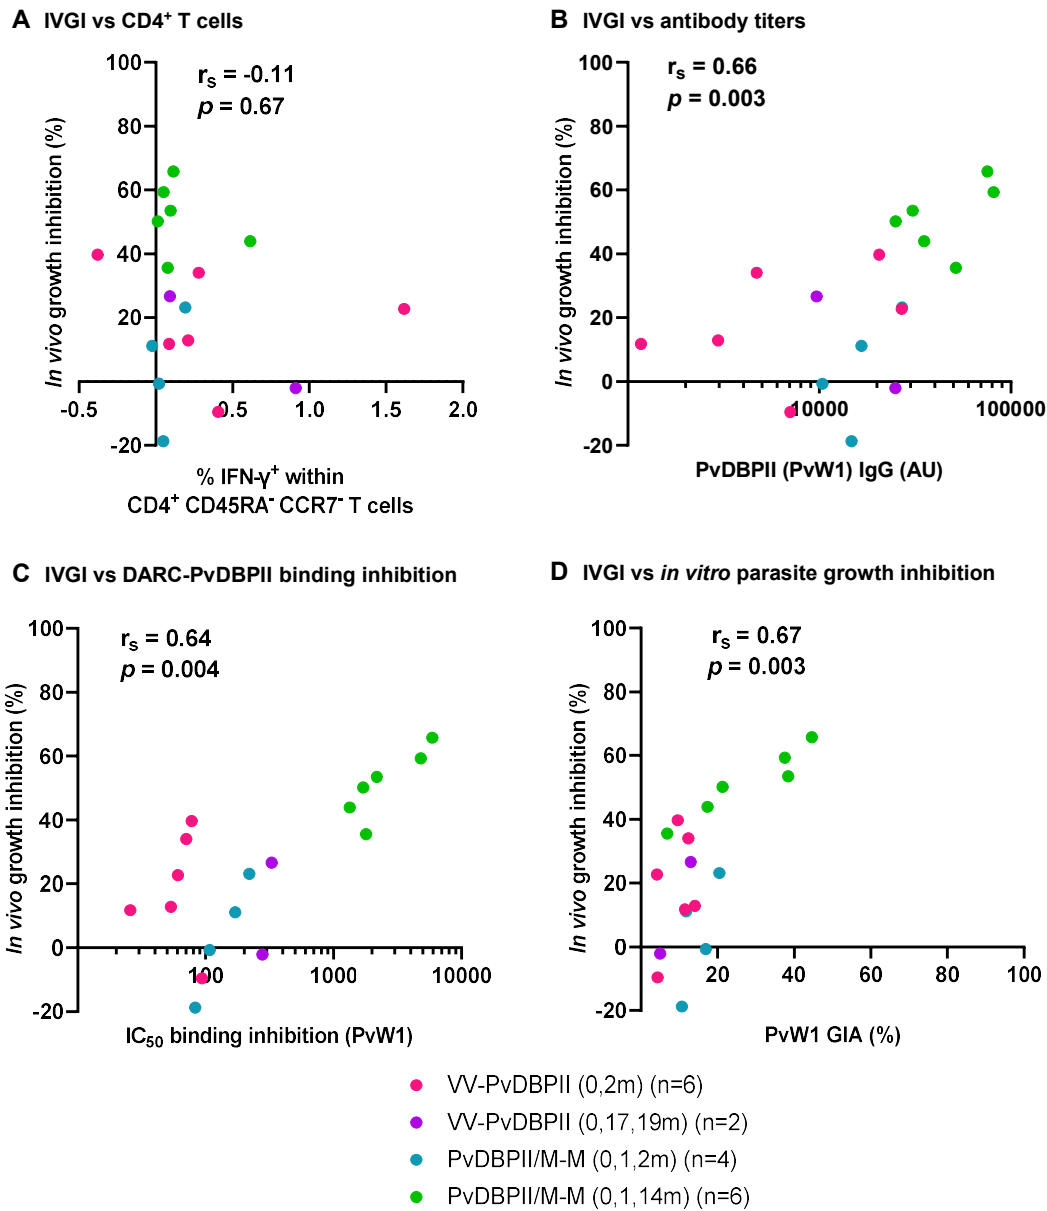 A IVGI vs CD4⁺ T cells
rₛ = -0.11
p = 0.67
In vivo growth inhibition (%)
100
80
60
40
20
-20
-0.5
0.5
1.0
1.5
2.0
% IFN-γ⁺ within
CD4⁺ CD45RA⁻ CCR7⁻ T cells
B IVGI vs antibody titers
rₛ = 0.66
p = 0.003
In vivo growth inhibition (%)
100
80
60
40
20
0
-20
10000
100000
PvDBPII (PvW1) IgG (AU)
C IVGI vs DARC-PvDBPII binding inhibition
rₛ = 0.64
p = 0.004
In vivo growth inhibition (%)
100
80
60
40
20
0
-20
100
1000
10000
IC₅₀ binding inhibition (PvW1)
D IVGI vs in vitro parasite growth inhibition
rₛ = 0.67
p = 0.003
In vivo growth inhibition (%)
100
80
60
40
20
0
-20
20
40
60
80
100
PvW1 GIA (%)
VV-PvDBPII (0,2m) (n=6)
VV-PvDBPII (0,17,19m) (n=2)
PvDBPII/M-M (0,1,2m) (n=4)
PvDBPII/M-M (0,1,14m) (n=6)